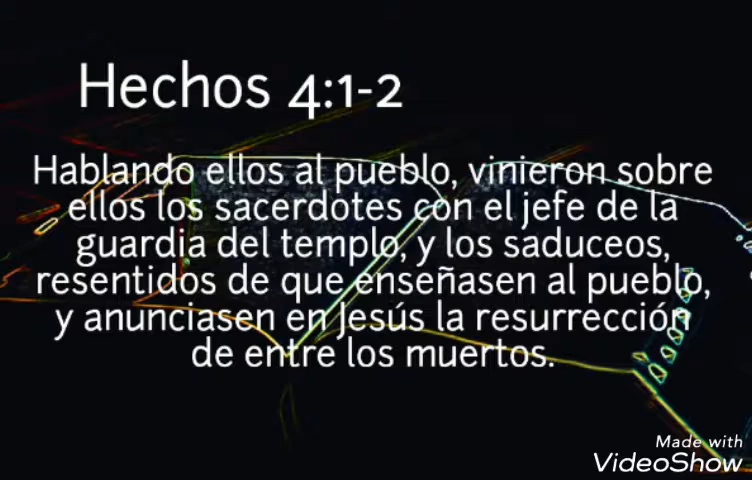 Hechos 4:1-2
Hablando ellos al pueblo, vinieron sobre
ellos los sacerdotes con el jefe de la
guardia del templo, y los saduceos,
resentidos de que enseñasen al pueblo,
y anunciasen en Jesús la resurrección
de entre los muertos.
Made with
VideoShow